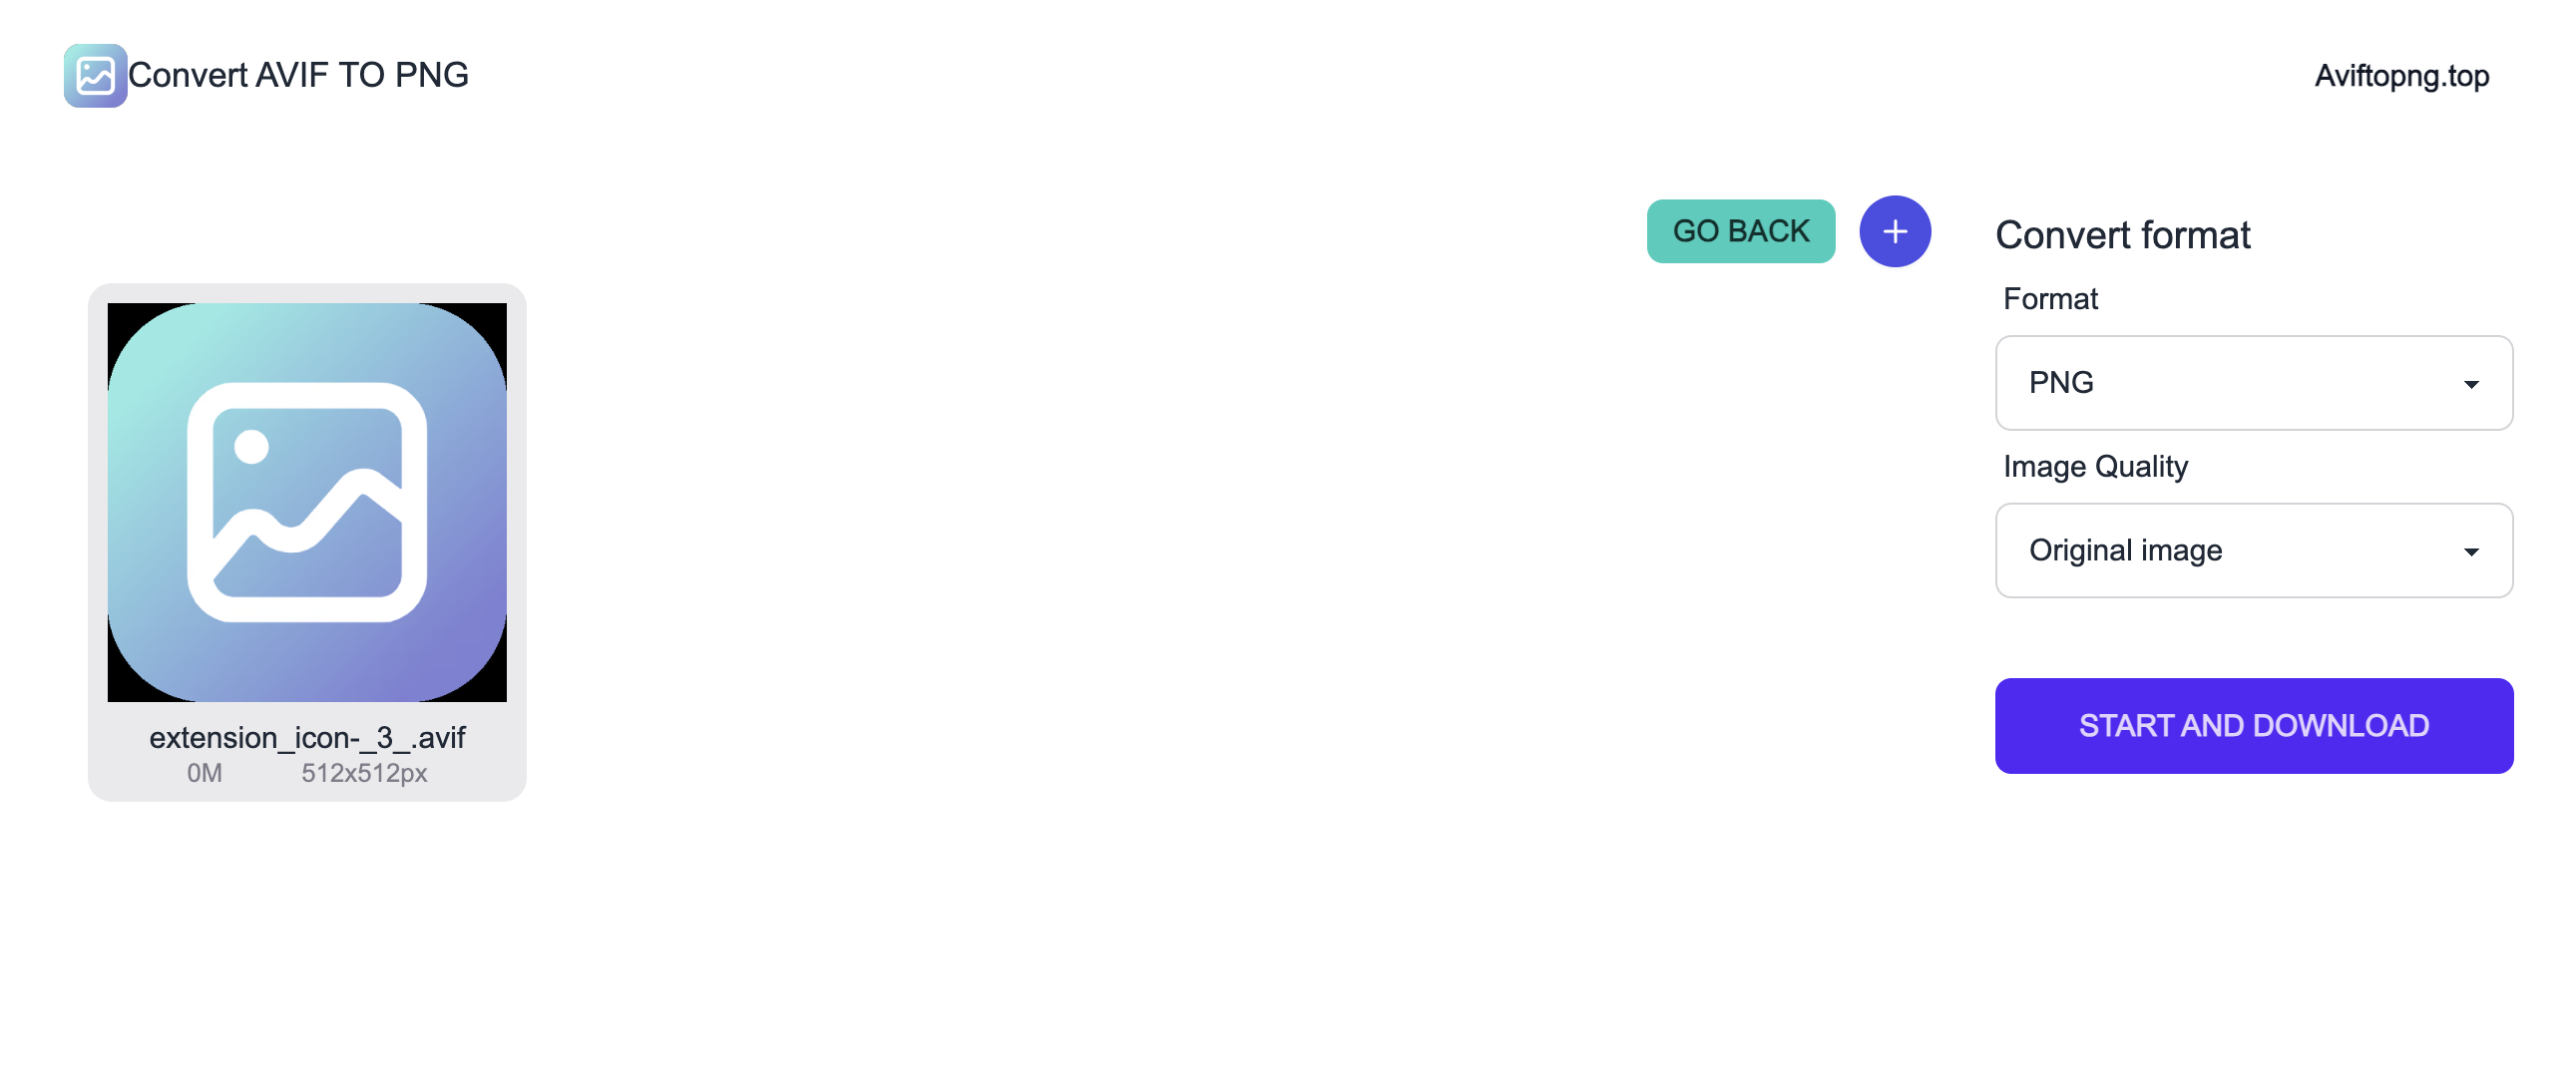 Convert AVIF TO PNG
Aviftopng.top
GO BACK
+
extension_icon-_3_.avif
0M 512x512px
Convert format
Format
PNG
Image Quality
Original image
START AND DOWNLOAD